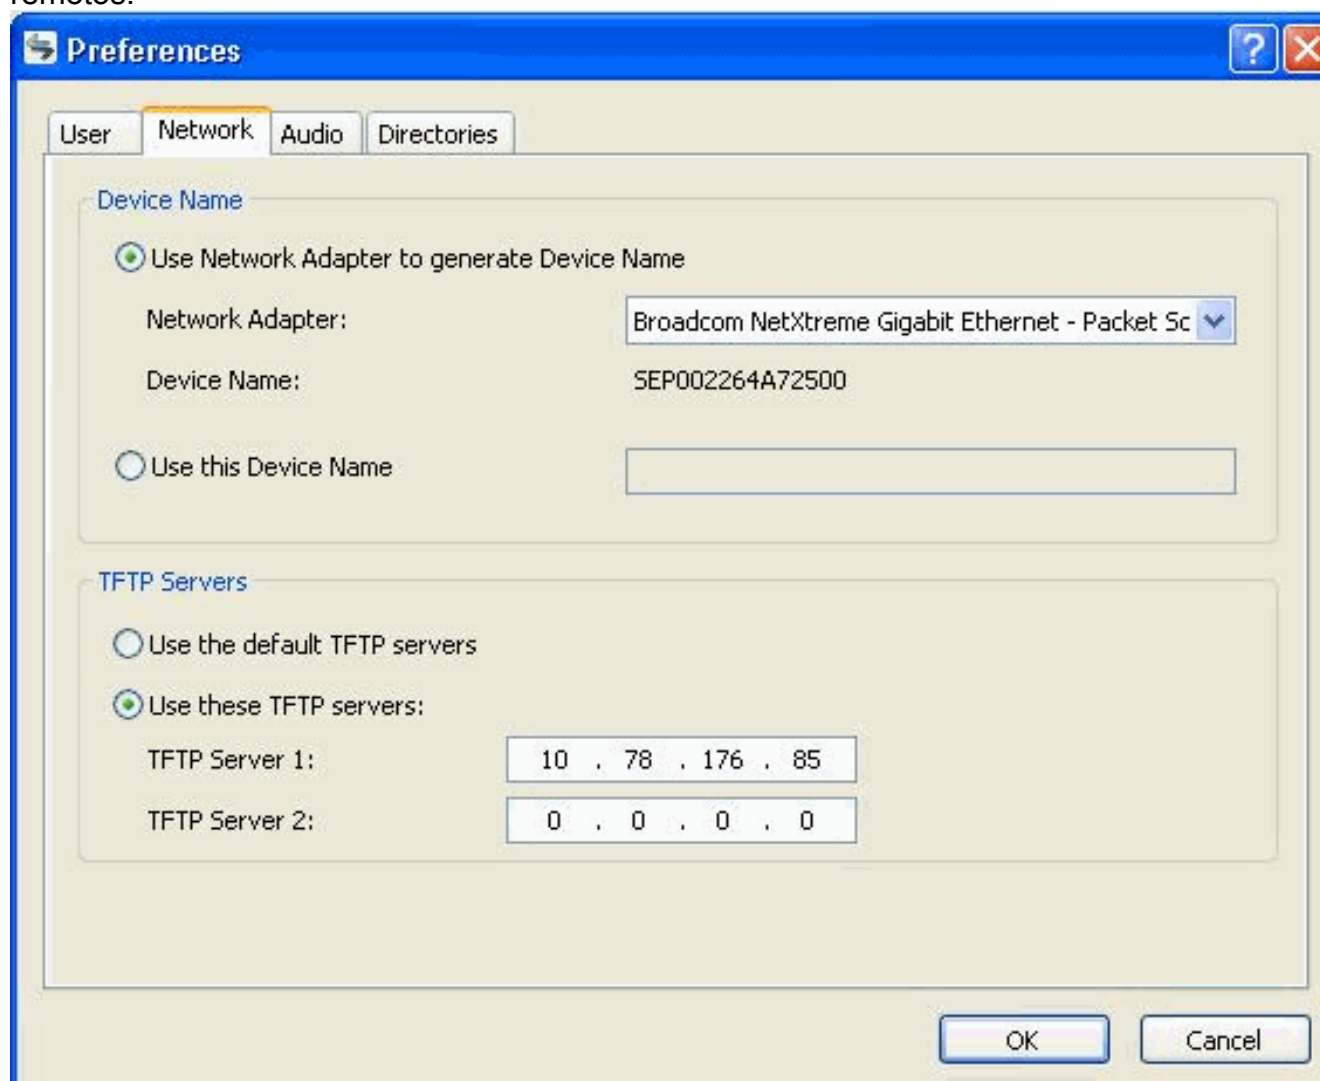 remotes.
Preferences
User Network Audio Directories
Device Name
Use Network Adapter to generate Device Name
Network Adapter: Broadcom NetXtreme Gigabit Ethernet - Packet Sc
Device Name: SEP002264A72500
Use this Device Name
TFTP Servers
Use the default TFTP servers
Use these TFTP servers:
TFTP Server 1: 10 . 78 . 176 . 85
TFTP Server 2: 0 . 0 . 0 . 0
OK Cancel